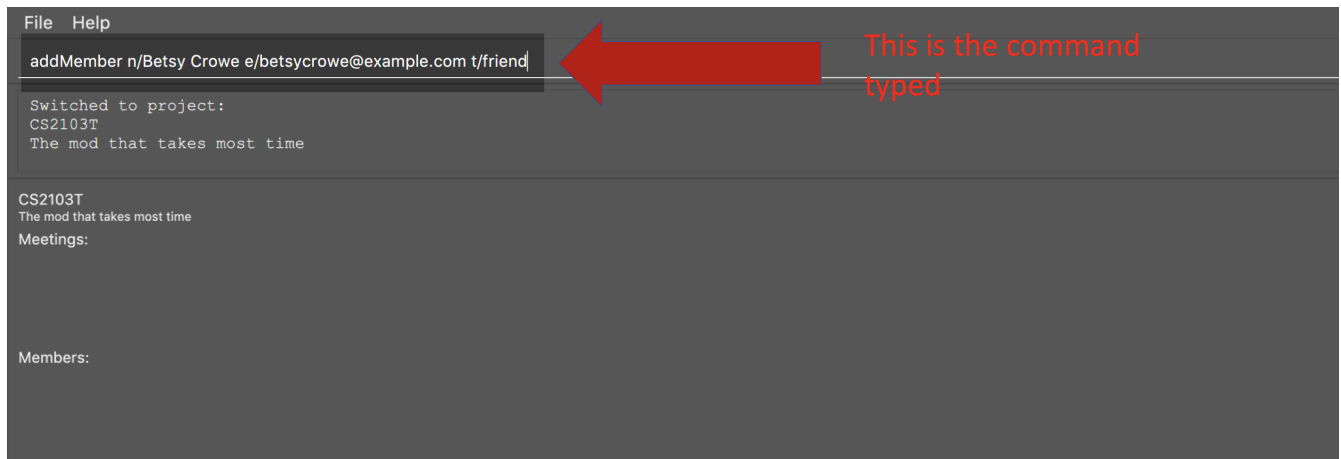 File Help
addMember n/Betsy Crowe e/betsycrowe@example.com t/friend
This is the command
typed
Switched to project:
CS2103T
The mod that takes most time
CS2103T
The mod that takes most time
Meetings:
Members: